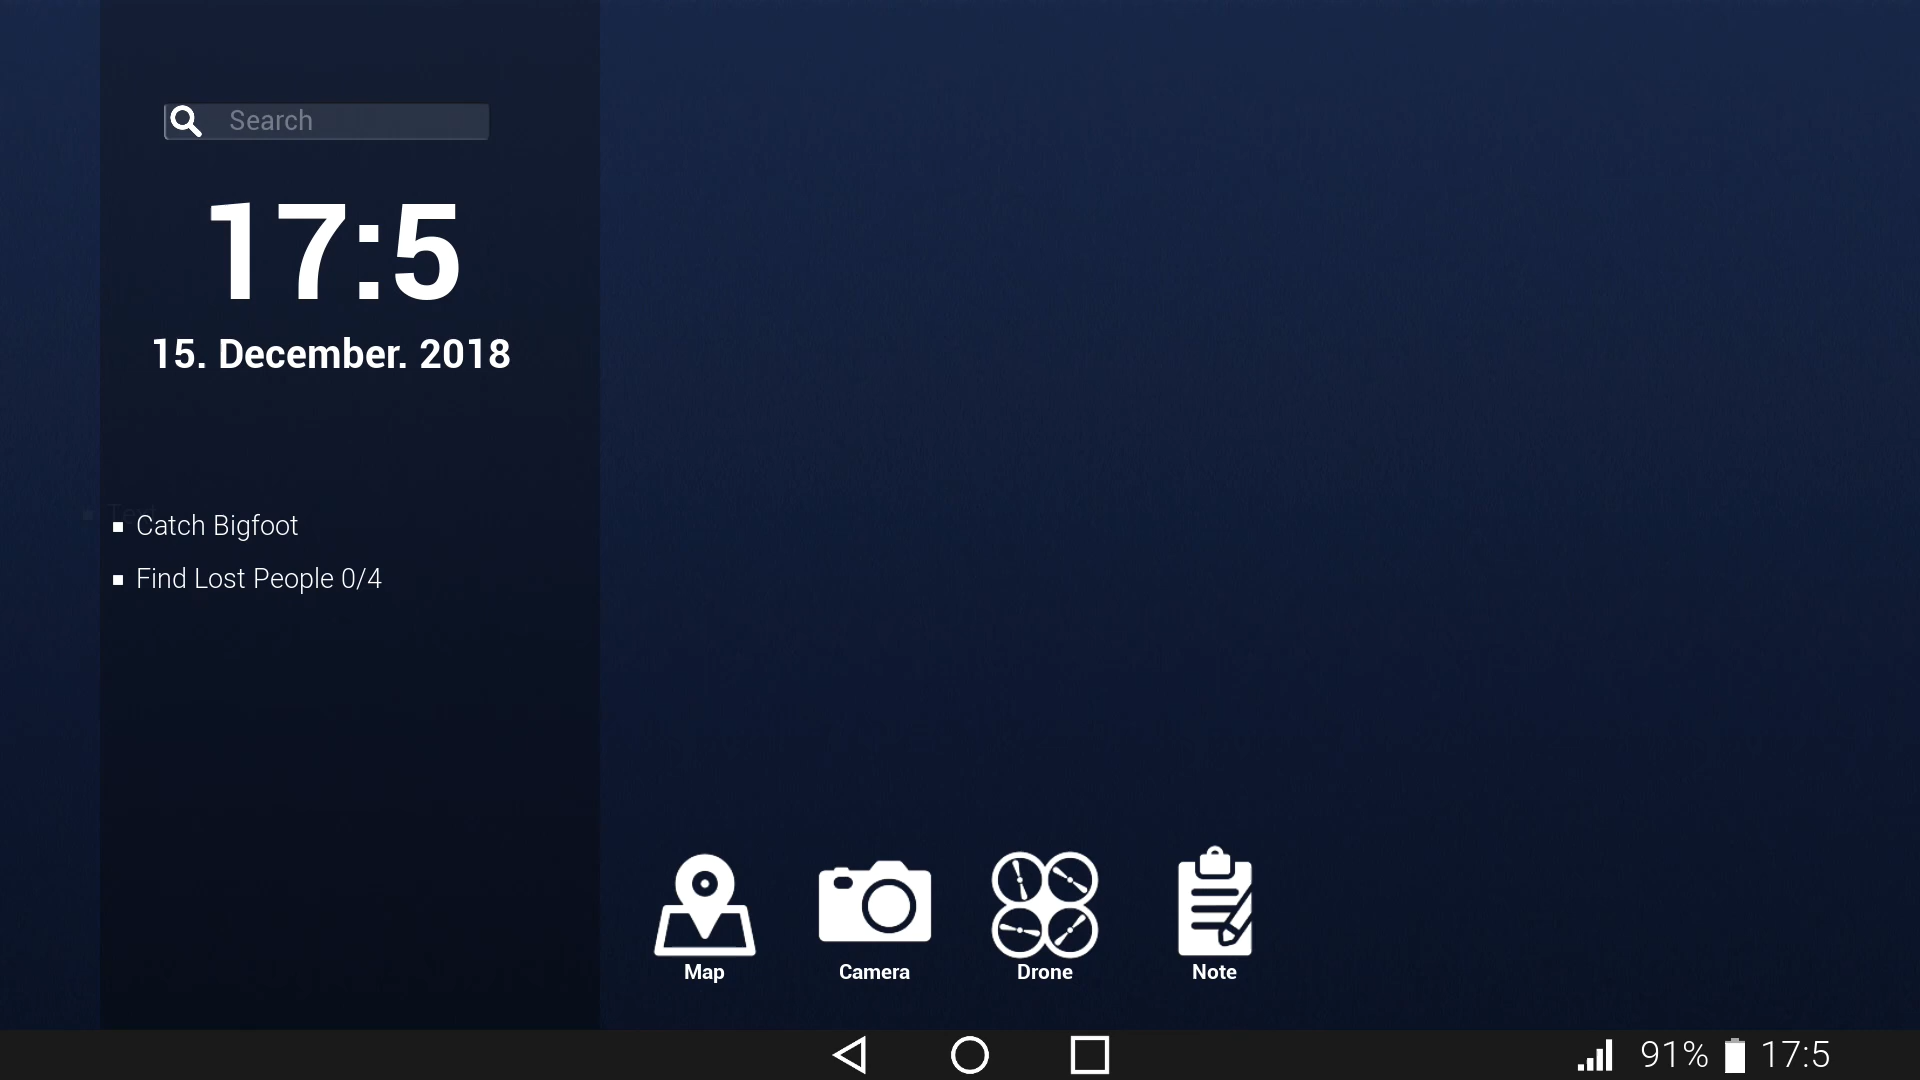 Search
17:5
15. December. 2018
Text
Catch Bigfoot
Find Lost People 0/4
Map
Camera
Drone
Note
91%
17:5